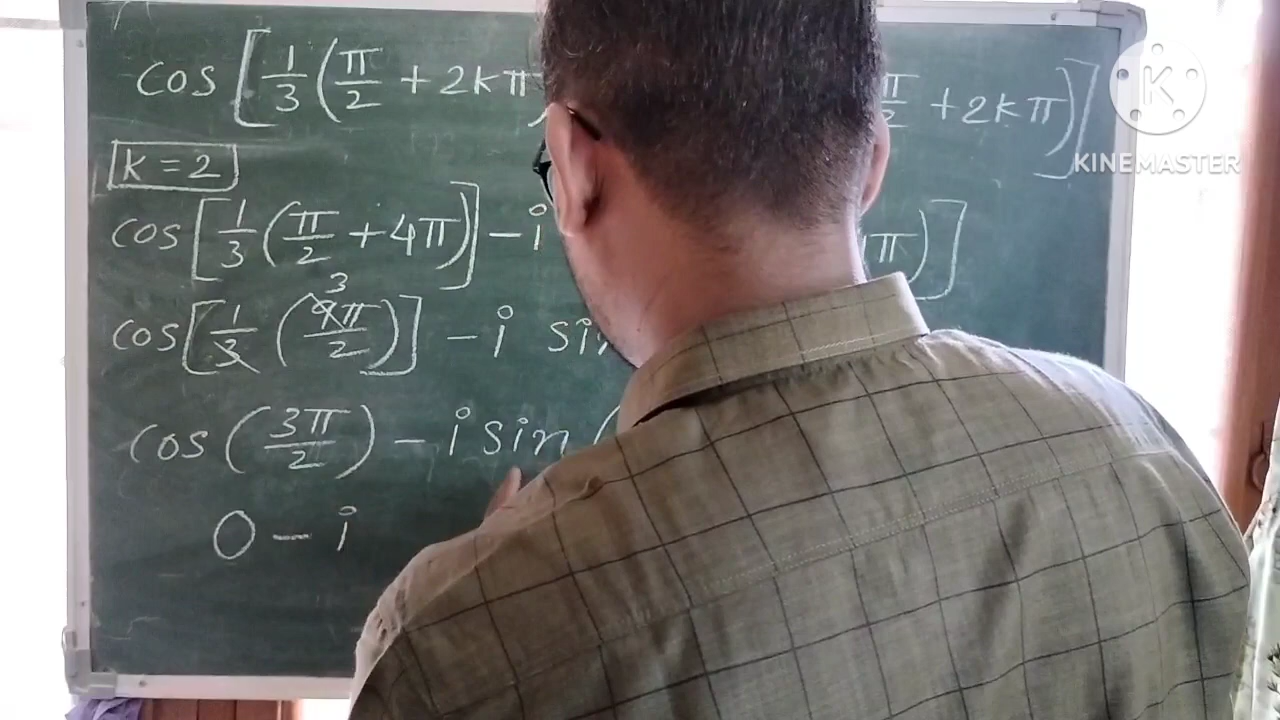 cos [ 1/3 ( π/2 + 2kπ π/2 + 2kπ ) ]
k = 2
cos [ 1/3 ( π/2 + 4π ) ] - i π ) ]
3
cos [ 1/3 ( 9π/2 ) ] - i sin
cos ( 3π/2 ) - i sin (
0 - i
K
KINEMASTER